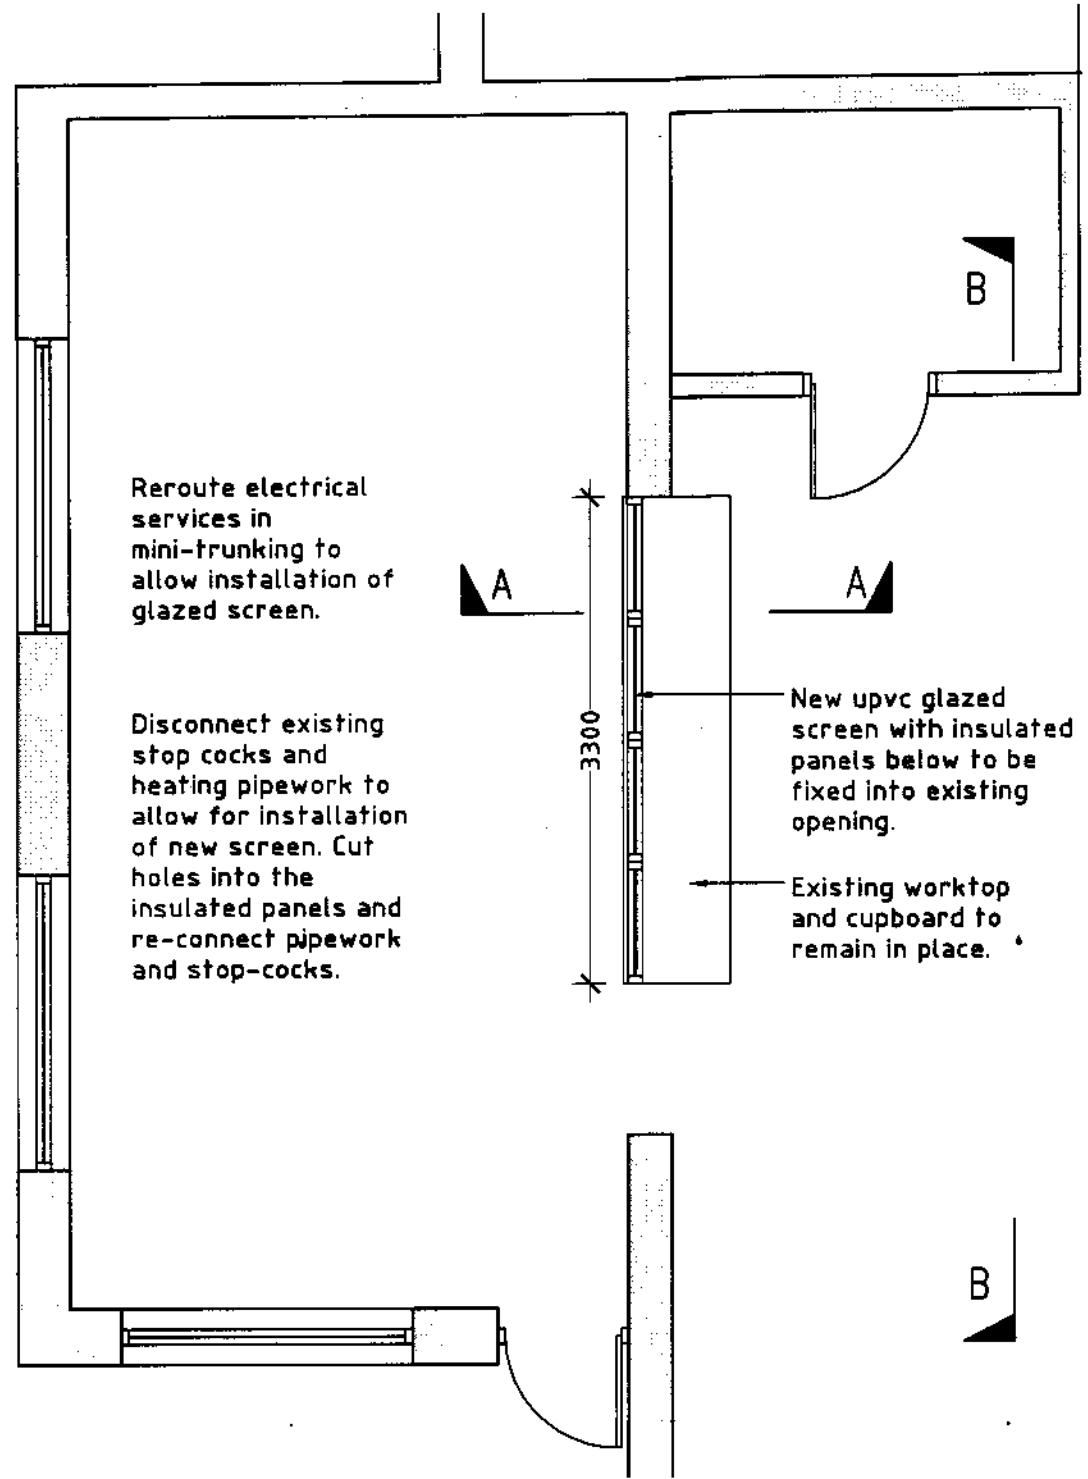 B
Reroute electrical
services in
mini-trunking to
allow installation of
glazed screen.
A
A
Disconnect existing
stop cocks and
heating pipework to
allow for installation
of new screen. Cut
holes into the
insulated panels and
re-connect pipework
and stop-cocks.
3300
New upvc glazed
screen with insulated
panels below to be
fixed into existing
opening.
Existing worktop
and cupboard to
remain in place.
B